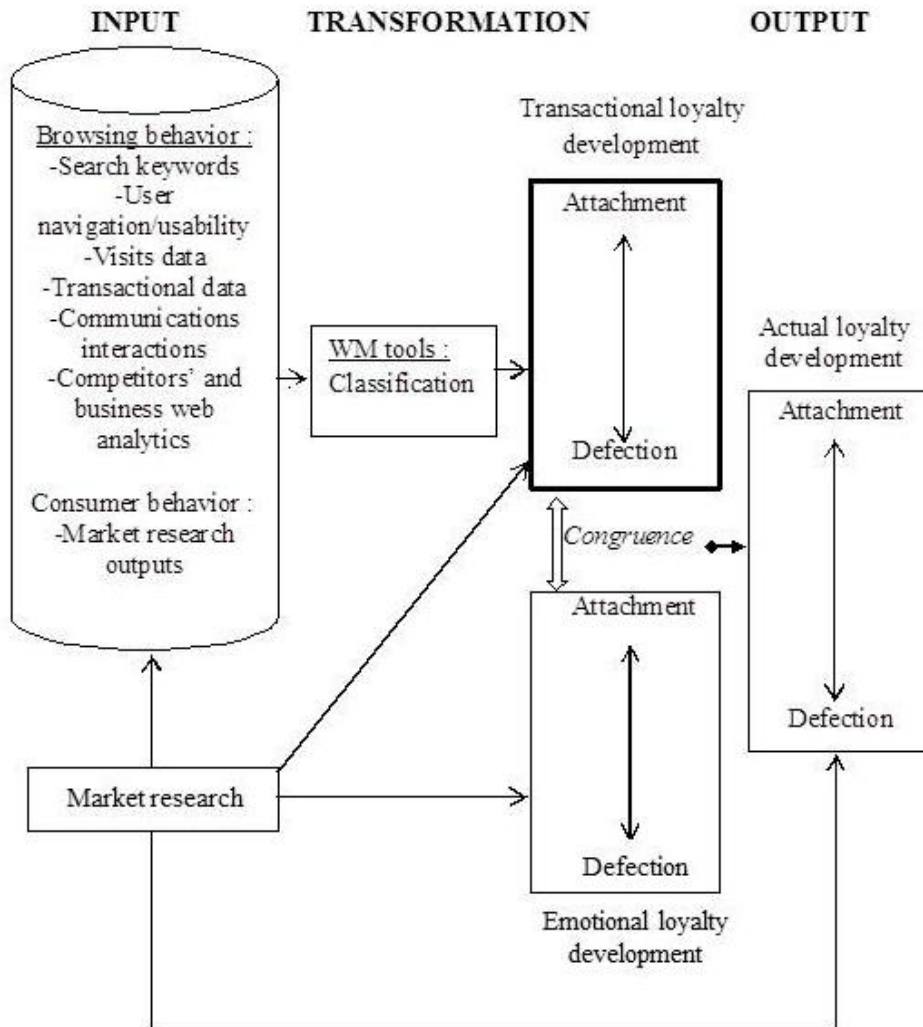 INPUT
TRANSFORMATION
OUTPUT
Browsing behavior :
-Search keywords
-User
navigation/usability
-Visits data
-Transactional data
-Communications
interactions
-Competitors' and
business web
analytics
Consumer behavior :
-Market research
outputs
Market research
WM tools :
Classification
Transactional loyalty
development
Attachment
Defection
Congruence
Attachment
Defection
Emotional loyalty
development
Actual loyalty
development
Attachment
Defection